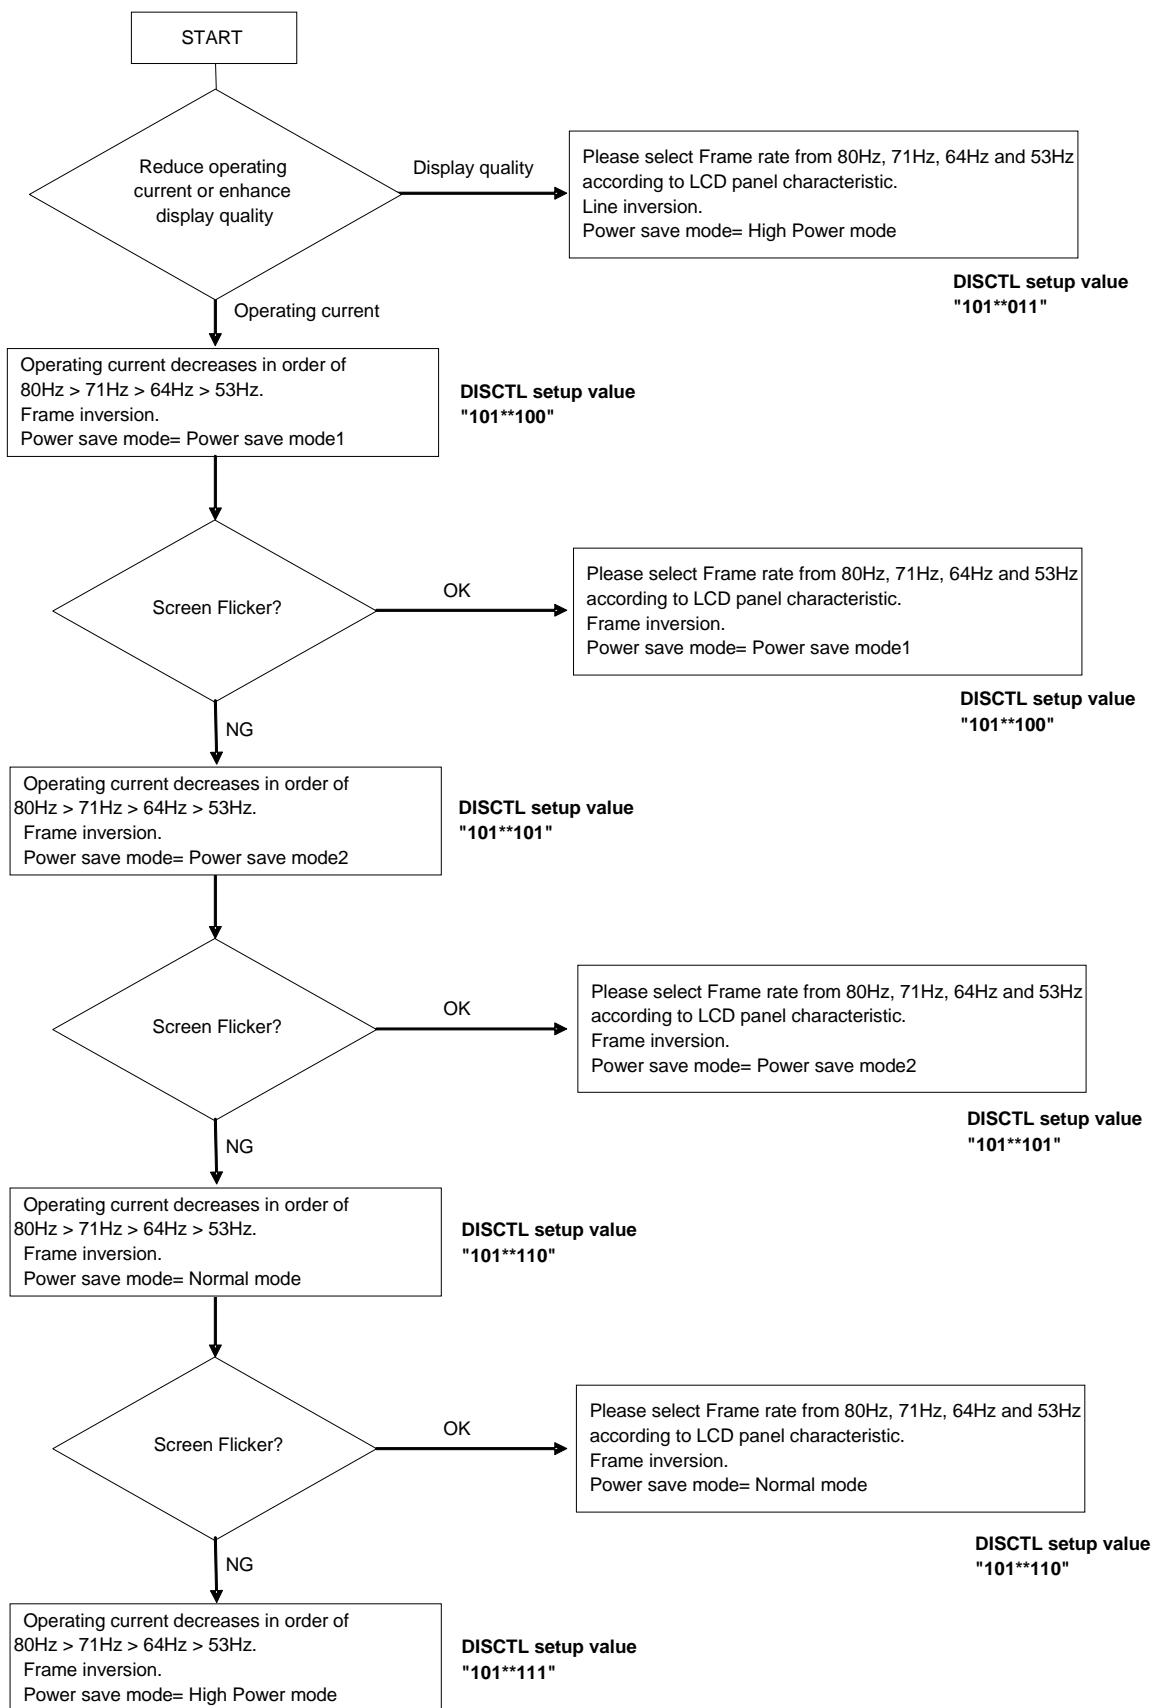 START
Reduce operating
current or enhance
display quality
Display quality
Please select Frame rate from 80Hz, 71Hz, 64Hz and 53Hz
according to LCD panel characteristic.
Line inversion.
Power save mode= High Power mode
DISCTL setup value
"101**011"
Operating current
Operating current decreases in order of
80Hz > 71Hz > 64Hz > 53Hz.
Frame inversion.
Power save mode= Power save mode1
DISCTL setup value
"101**100"
Screen Flicker?
OK
Please select Frame rate from 80Hz, 71Hz, 64Hz and 53Hz
according to LCD panel characteristic.
Frame inversion.
Power save mode= Power save mode1
DISCTL setup value
"101**100"
NG
Operating current decreases in order of
80Hz > 71Hz > 64Hz > 53Hz.
Frame inversion.
Power save mode= Power save mode2
DISCTL setup value
"101**101"
Screen Flicker?
OK
Please select Frame rate from 80Hz, 71Hz, 64Hz and 53Hz
according to LCD panel characteristic.
Frame inversion.
Power save mode= Power save mode2
DISCTL setup value
"101**101"
NG
Operating current decreases in order of
80Hz > 71Hz > 64Hz > 53Hz.
Frame inversion.
Power save mode= Normal mode
DISCTL setup value
"101**110"
Screen Flicker?
OK
Please select Frame rate from 80Hz, 71Hz, 64Hz and 53Hz
according to LCD panel characteristic.
Frame inversion.
Power save mode= Normal mode
DISCTL setup value
"101**110"
NG
Operating current decreases in order of
80Hz > 71Hz > 64Hz > 53Hz.
Frame inversion.
Power save mode= High Power mode
DISCTL setup value
"101**111"